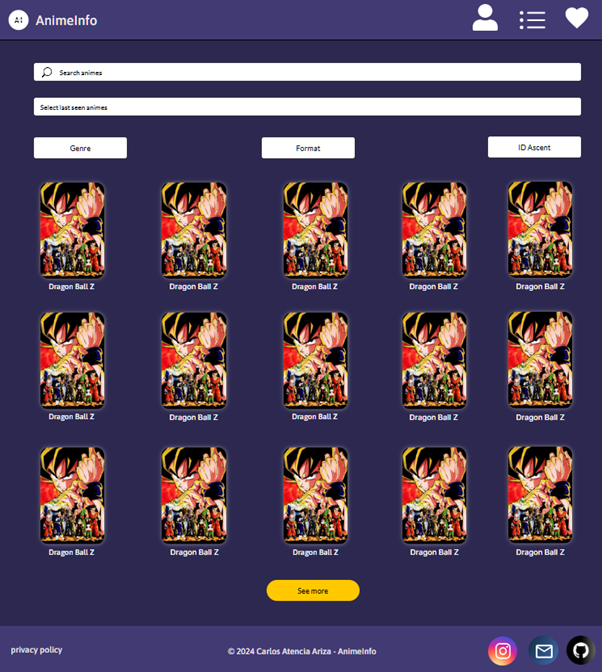 AI AnimeInfo
Search animes
Select last seen animes
Genre Format ID Ascent
Dragon Ball Z Dragon Ball Z Dragon Ball Z Dragon Ball Z Dragon Ball Z
Dragon Ball Z Dragon Ball Z Dragon Ball Z Dragon Ball Z Dragon Ball Z
Dragon Ball Z Dragon Ball Z Dragon Ball Z Dragon Ball Z Dragon Ball Z
See more
privacy policy © 2024 Carlos Atencia Ariza - AnimeInfo